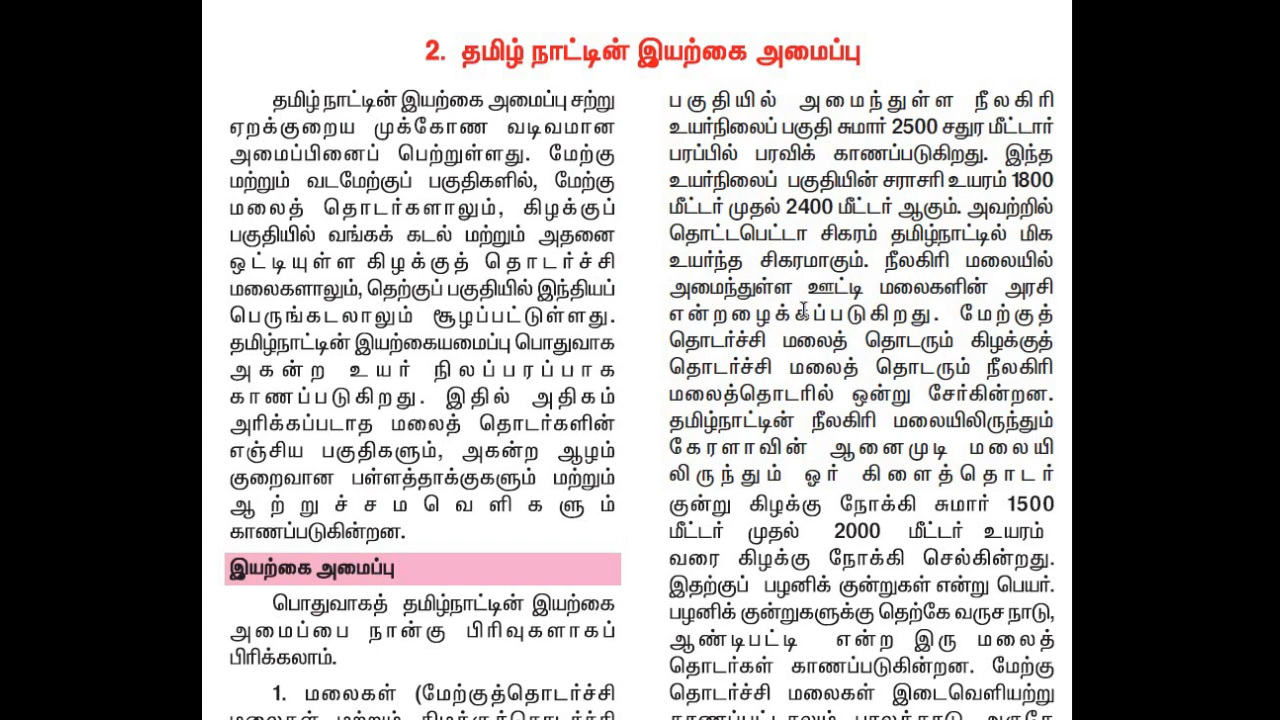 2. தமிழ் நாட்டின் இயற்கை அமைப்பு
தமிழ் நாட்டின் இயற்கை அமைப்பு சற்று
ஏறக்குறைய முக்கோண வடிவமான
அமைப்பினைப் பெற்றுள்ளது. மேற்கு
மற்றும் வடமேற்குப் பகுதிகளில், மேற்கு
மலைத் தொடர்களாலும், கிழக்குப்
பகுதியில் வங்கக் கடல் மற்றும் அதனை
ஒட்டியுள்ள கிழக்குத் தொடர்ச்சி
மலைகளாலும், தெற்குப் பகுதியில் இந்தியப்
பெருங்கடலாலும் சூழப்பட்டுள்ளது.
தமிழ்நாட்டின் இயற்கையமைப்பு பொதுவாக
அகன்ற உயர் நிலப்பரப்பாக
காணப்படுகிறது. இதில் அதிகம்
அரிக்கப்படாத மலைத் தொடர்களின்
எஞ்சிய பகுதிகளும், அகன்ற ஆழம்
குறைவான பள்ளத்தாக்குகளும் மற்றும்
ஆற்றுச்சமவெளிகளும்
காணப்படுகின்றன.
இயற்கை அமைப்பு
பொதுவாகத் தமிழ்நாட்டின் இயற்கை
அமைப்பை நான்கு பிரிவுகளாகப்
பிரிக்கலாம்.
1. மலைகள் (மேற்குத்தொடர்ச்சி
மலைகள் மற்றும் கிழக்குத்தொடர்ச்சி
பகுதியில் அமைந்துள்ள நீலகிரி
உயர்நிலைப் பகுதி சுமார் 2500 சதுர மீட்டார்
பரப்பில் பரவிக் காணப்படுகிறது. இந்த
உயர்நிலைப் பகுதியின் சராசரி உயரம் 1800
மீட்டர் முதல் 2400 மீட்டர் ஆகும். அவற்றில்
தொட்டபெட்டா சிகரம் தமிழ்நாட்டில் மிக
உயர்ந்த சிகரமாகும். நீலகிரி மலையில்
அமைந்துள்ள ஊட்டி மலைகளின் அரசி
என்றழைக்கப்படுகிறது. மேற்குத்
தொடர்ச்சி மலைத் தொடரும் கிழக்குத்
தொடர்ச்சி மலைத் தொடரும் நீலகிரி
மலைத்தொடரில் ஒன்று சேர்கின்றன.
தமிழ்நாட்டின் நீலகிரி மலையிலிருந்தும்
கேரளாவின் ஆனைமுடி மலையி
லிருந்தும் ஓர் கிளைத்தொடர்
குன்று கிழக்கு நோக்கி சுமார் 1500
மீட்டர் முதல் 2000 மீட்டர் உயரம்
வரை கிழக்கு நோக்கி செல்கின்றது.
இதற்குப் பழனிக் குன்றுகள் என்று பெயர்.
பழனிக் குன்றுகளுக்கு தெற்கே வருச நாடு,
ஆண்டிபட்டி என்ற இரு மலைத்
தொடர்கள் காணப்படுகின்றன. மேற்கு
தொடர்ச்சி மலைகள் இடைவெளியற்று
காணப்பட்டாலும் பாலக்காடு அருகே